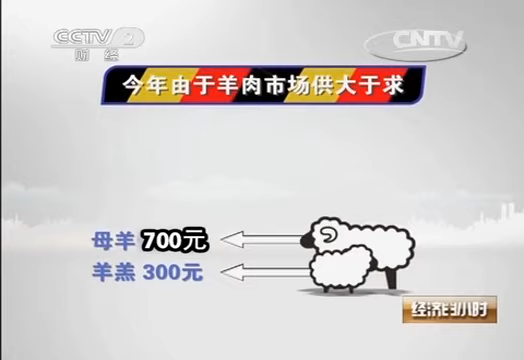 CCTV 2
财经
CNTV
今年由于羊肉市场供大于求
母羊 700元
羊羔 300元
经济半小时